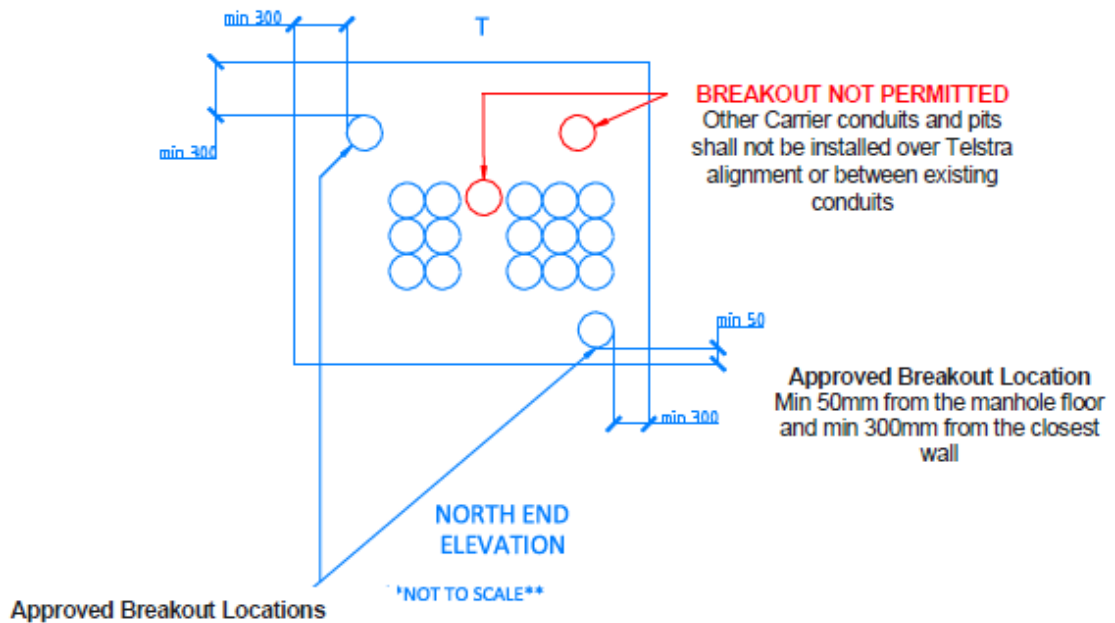 min 300
T
BREAKOUT NOT PERMITTED
Other Carrier conduits and pits
shall not be installed over Telstra
alignment or between existing
conduits
min 300
min 50
Approved Breakout Location
Min 50mm from the manhole floor
and min 300mm from the closest
wall
min 300
NORTH END
ELEVATION
*NOT TO SCALE**
Approved Breakout Locations